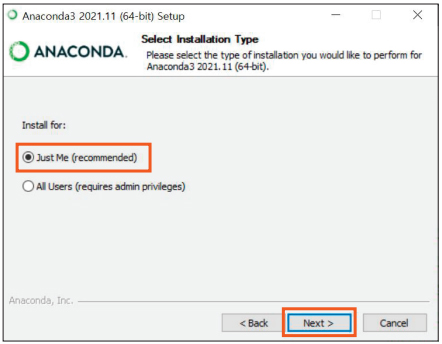 Anaconda3 2021.11 (64-bit) Setup
ANACONDA.
Select Installation Type
Please select the type of installation you would like to perform for
Anaconda3 2021.11 (64-bit).
Install for:
Just Me (recommended)
All Users (requires admin privileges)
Anaconda, Inc.
< Back Next > Cancel